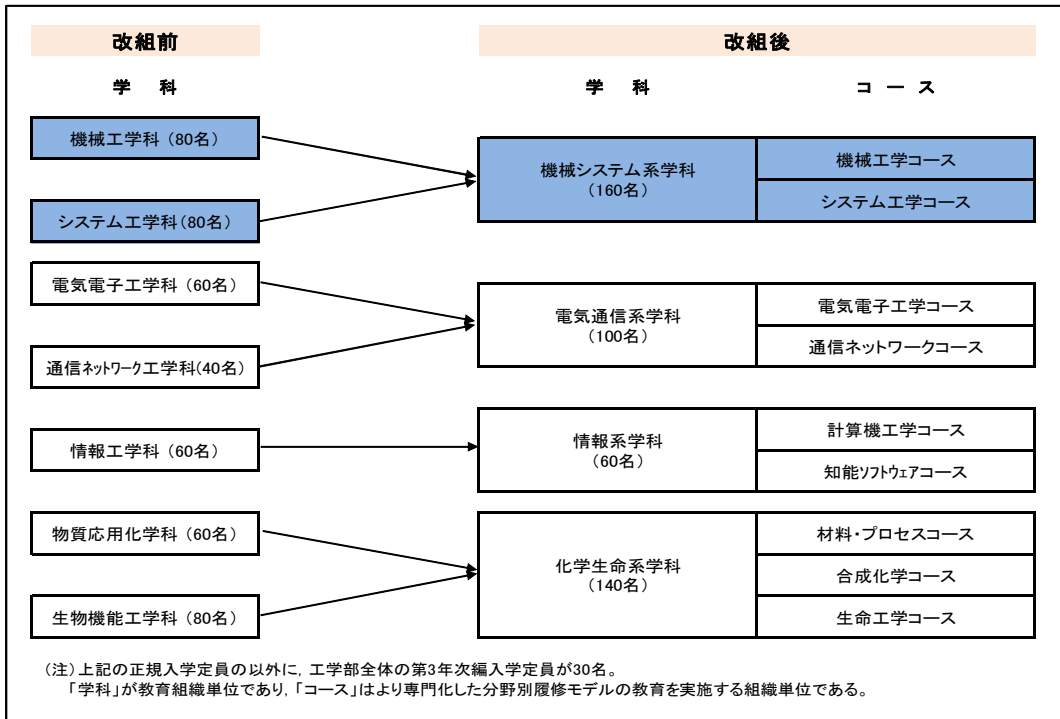 改組前
改組後
学 科
学 科
コ ー ス
機械工学科 (80名)
システム工学科(80名)
電気電子工学科 (60名)
通信ネットワーク工学科(40名)
情報工学科 (60名)
物質応用化学科 (60名)
生物機能工学科 (80名)
機械システム系学科
(160名)
機械工学コース
システム工学コース
電気通信系学科
(100名)
電気電子工学コース
通信ネットワークコース
情報系学科
(60名)
計算機工学コース
知能ソフトウェアコース
化学生命系学科
(140名)
材料・プロセスコース
合成化学コース
生命工学コース
(注)上記の正規入学定員の以外に, 工学部全体の第3年次編入学定員が30名。
「学科」が教育組織単位であり, 「コース」はより専門化した分野別履修モデルの教育を実施する組織単位である。